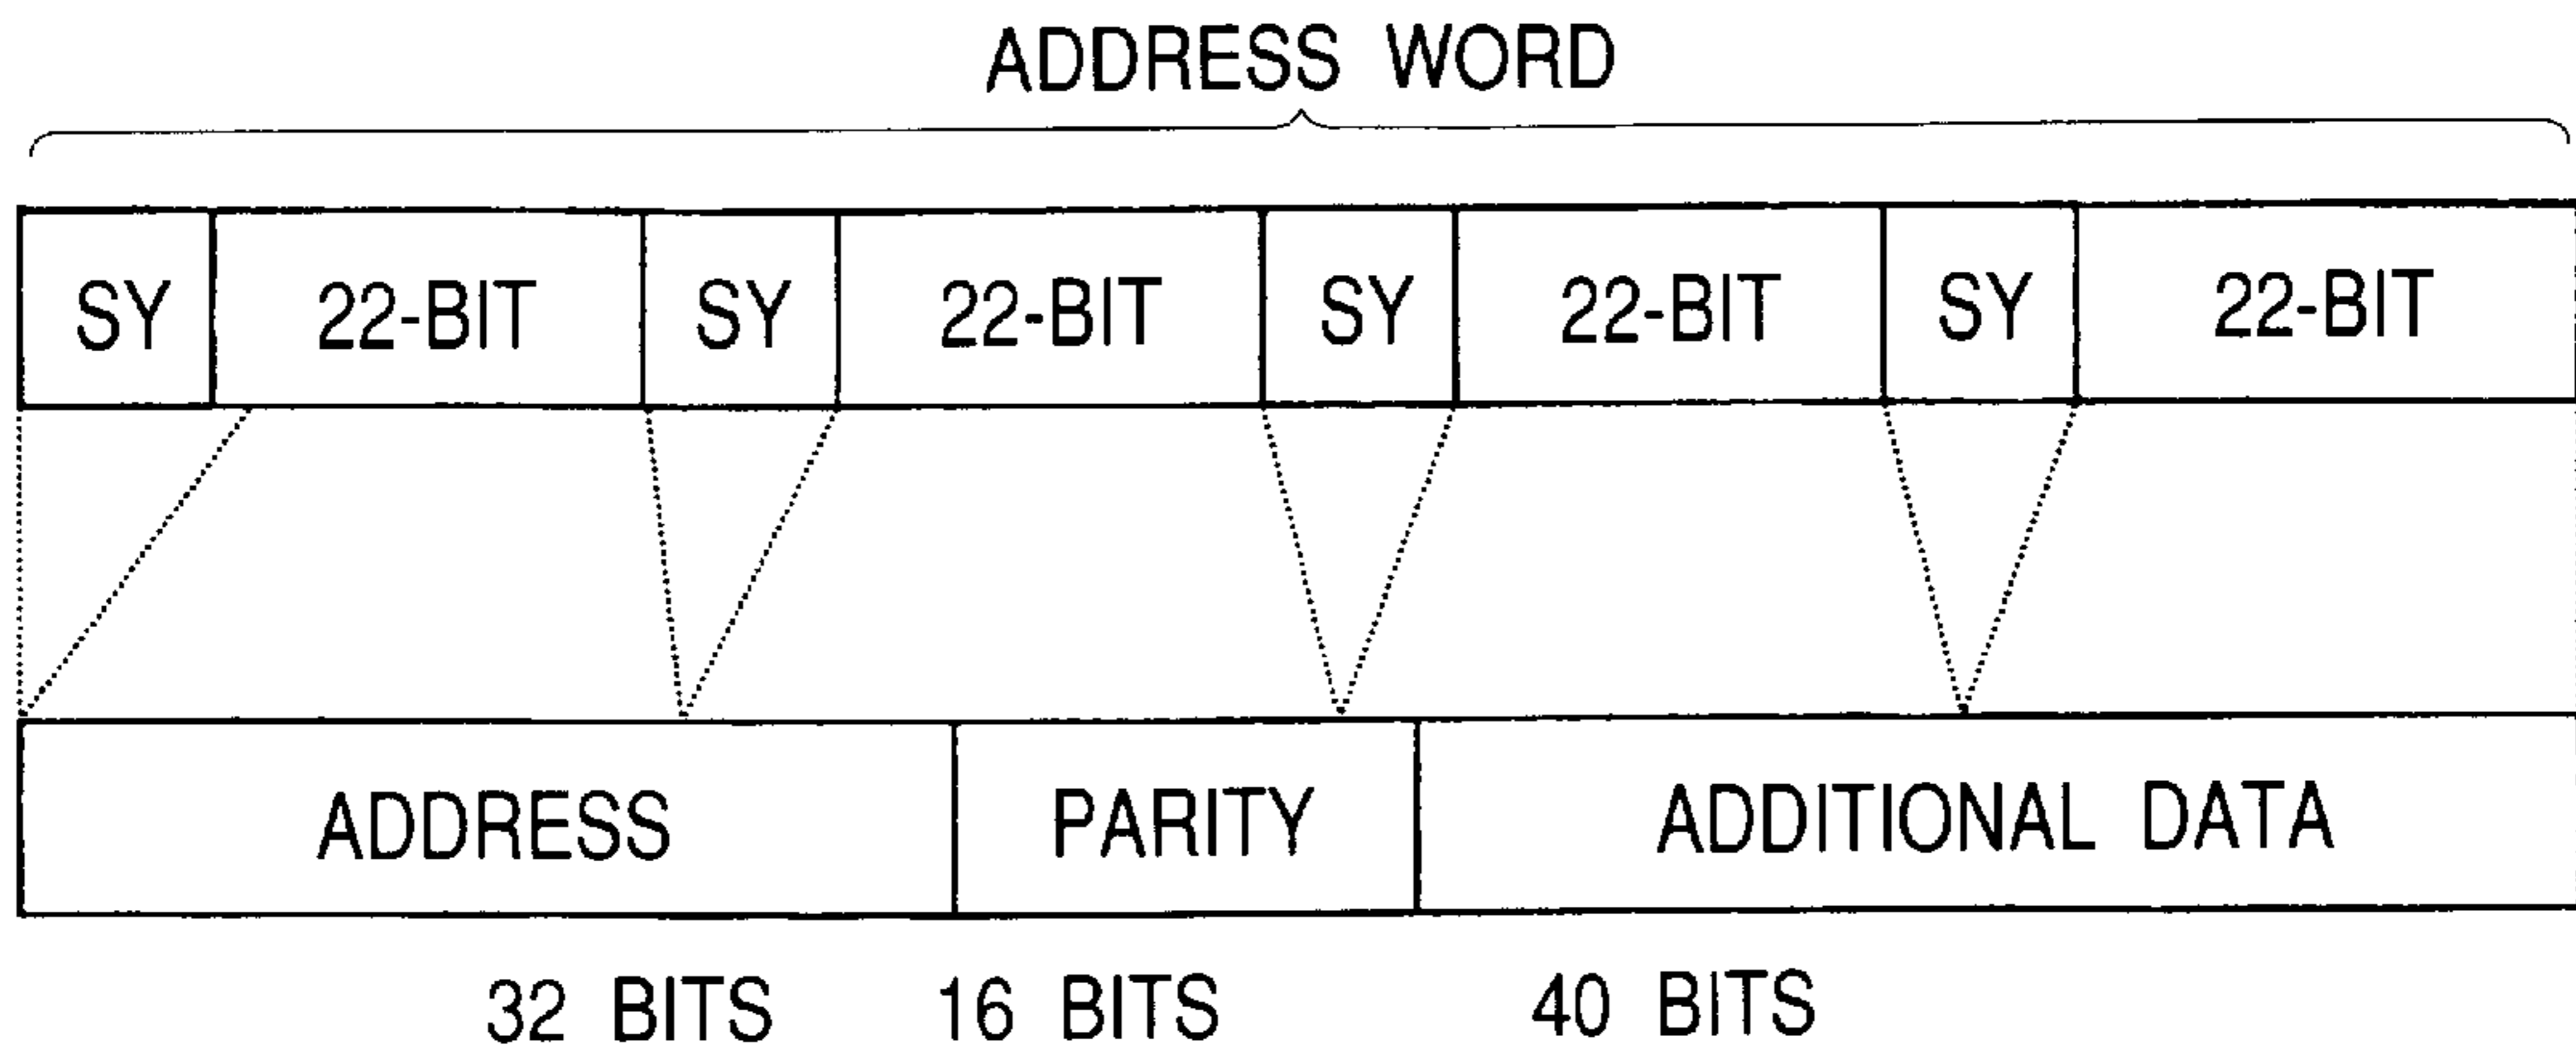 ADDRESS WORD
SY 22-BIT SY 22-BIT SY 22-BIT SY 22-BIT
ADDRESS PARITY ADDITIONAL DATA
32 BITS 16 BITS 40 BITS